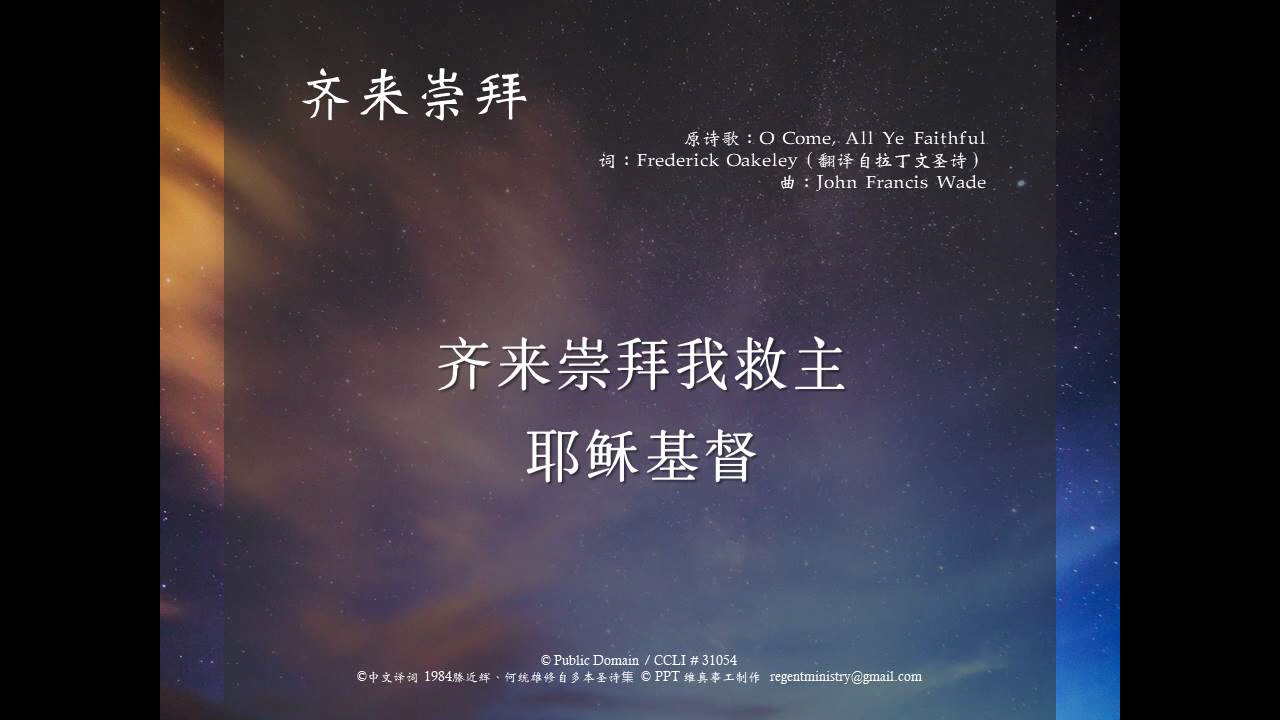 齐来崇拜
原诗歌：O Come, All Ye Faithful
词：Frederick Oakeley（翻译自拉丁文圣诗）
曲：John Francis Wade
齐来崇拜我救主
耶稣基督
© Public Domain / CCLI # 31054
©中文译词 1984滕近辉、何统雄修自多本圣诗集 © PPT 维真事工制作 regentministry@gmail.com